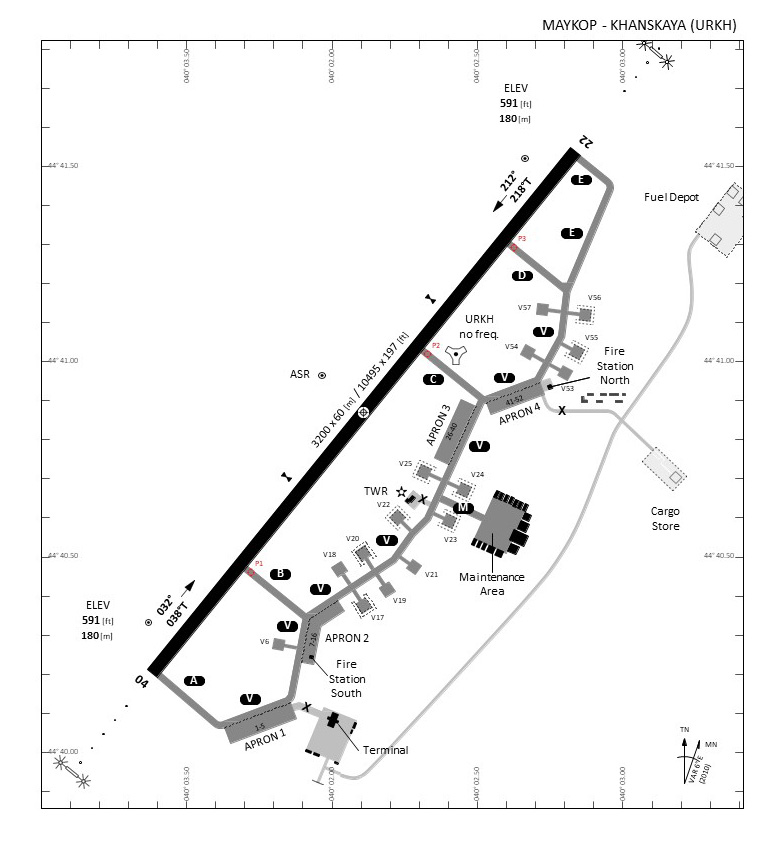 MAYKOP - KHANSKAYA (URKH)
040° 03.50
040° 02.00
040° 02.50
040° 03.00
ELEV
591 [ft]
180 [m]
22
44° 41.50
44° 41.50
E
212°
218°T
Fuel Depot
E
P3
D
V56
V57
URKH
no freq.
V
V55
P2
V54
Fire
Station
North
44° 41.00
44° 41.00
ASR
C
V
V53
3200 x 60 [m] / 10495 x 197 [ft]
41-52
APRON 4
X
APRON 3
26-40
V
V25
V24
TWR
X
V22
M
Cargo
Store
V23
V20
V
V18
44° 40.50
44° 40.50
P1
B
V21
Maintenance
Area
V
V19
032°
038°T
V17
ELEV
591 [ft]
180 [m]
V
7-16
APRON 2
V6
Fire
Station
South
04
A
V
X
1-5
APRON 1
Terminal
TN
MN
VAR 6°E
(2010)
44° 40.00
44° 40.00
040° 03.50
040° 02.00
040° 02.50
040° 03.00